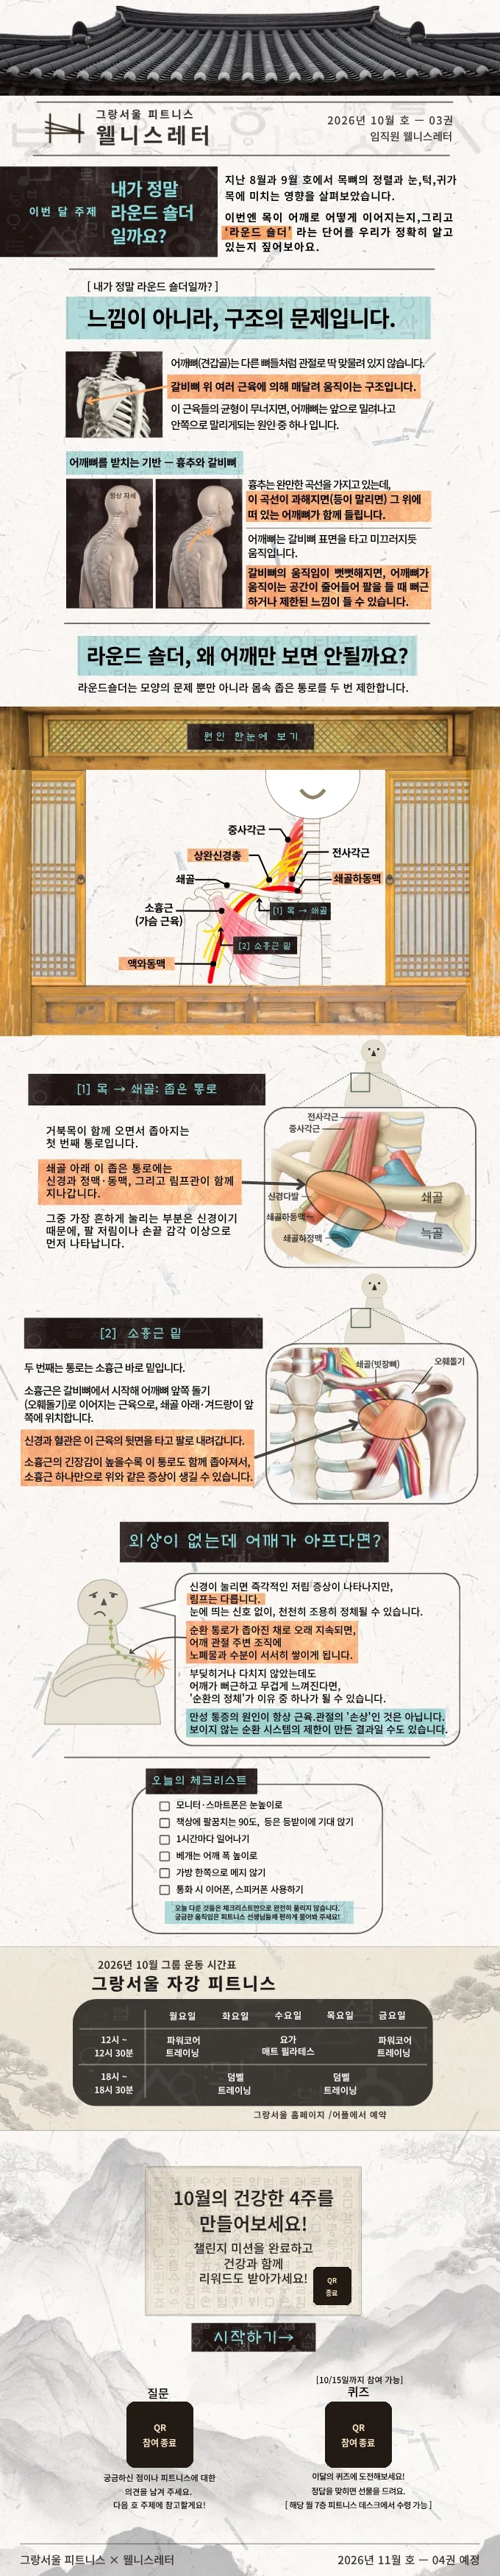 그랑서울 피트니스
웰니스레터
2026년 10월 호 — 03권
임직원 웰니스레터
이번 달 주제
내가 정말
라운드 숄더
일까요?
지난 8월과 9월 호에서 목뼈의 정렬과 눈,턱,귀가
목에 미치는 영향을 살펴보았습니다.
이번엔 목이 어깨로 어떻게 이어지는지,그리고
‘라운드 숄더’ 라는 단어를 우리가 정확히 알고
있는지 짚어보아요.
[ 내가 정말 라운드 숄더일까? ]
느낌이 아니라, 구조의 문제입니다.
어깨뼈(견갑골)는 다른 뼈들처럼 관절로 딱 맞물려 있지 않습니다.
갈비뼈 위 여러 근육에 의해 매달려 움직이는 구조입니다.
이 근육들의 균형이 무너지면, 어깨뼈는 앞으로 밀려나고
안쪽으로 말리게되는 원인 중 하나 입니다.
어깨뼈를 받치는 기반 — 흉추와 갈비뼈
정상 자세
흉추는 완만한 곡선을 가지고 있는데,
이 곡선이 과해지면(등이 말리면) 그 위에
떠 있는 어깨뼈가 함께 들립니다.
어깨뼈는 갈비뼈 표면을 타고 미끄러지듯
움직입니다.
갈비뼈의 움직임이 뻣뻣해지면, 어깨뼈가
움직이는 공간이 줄어들어 팔을 들 때 뻐근
하거나 제한된 느낌이 들 수 있습니다.
라운드 숄더, 왜 어깨만 보면 안될까요?
라운드숄더는 모양의 문제 뿐만 아니라 몸속 좁은 통로를 두 번 제한합니다.
원인 한눈에 보기
중사각근
상완신경총
전사각근
쇄골
쇄골하동맥
소흉근
(가슴 근육)
[1] 목 → 쇄골
[2] 소흉근 밑
액와동맥
[1] 목 → 쇄골: 좁은 통로
거북목이 함께 오면서 좁아지는
첫 번째 통로입니다.
쇄골 아래 이 좁은 통로에는
신경과 정맥·동맥, 그리고 림프관이 함께
지나갑니다.
그중 가장 흔하게 눌리는 부분은 신경이기
때문에, 팔 저림이나 손끝 감각 이상으로
먼저 나타납니다.
전사각근
중사각근
신경다발
쇄골하동맥
쇄골하정맥
쇄골
늑골
[2] 소흉근 밑
두 번째는 통로는 소흉근 바로 밑입니다.
소흉근은 갈비뼈에서 시작해 어깨뼈 앞쪽 돌기
(오훼돌기)로 이어지는 근육으로, 쇄골 아래·겨드랑이 앞
쪽에 위치합니다.
신경과 혈관은 이 근육의 뒷면을 타고 팔로 내려갑니다.
소흉근의 긴장감이 높을수록 이 통로도 함께 좁아져서,
소흉근 하나만으로 위와 같은 증상이 생길 수 있습니다.
쇄골(빗장뼈)
오훼돌기
외상이 없는데 어깨가 아프다면?
신경이 눌리면 즉각적인 저림 증상이 나타나지만,
림프는 다릅니다.
눈에 띄는 신호 없이, 천천히 조용히 정체될 수 있습니다.
순환 통로가 좁아진 채로 오래 지속되면,
어깨 관절 주변 조직에
노폐물과 수분이 서서히 쌓이게 됩니다.
부딪히거나 다치지 않았는데도
어깨가 뻐근하고 무겁게 느껴진다면,
'순환의 정체'가 이유 중 하나가 될 수 있습니다.
만성 통증의 원인이 항상 근육.관절의 '손상'인 것은 아닙니다.
보이지 않는 순환 시스템의 제한이 만든 결과일 수도 있습니다.
오늘의 체크리스트
모니터·스마트폰은 눈높이로
책상에 팔꿈치는 90도, 등은 등받이에 기대 앉기
1시간마다 일어나기
베개는 어깨 폭 높이로
가방 한쪽으로 메지 않기
통화 시 이어폰, 스피커폰 사용하기
오늘 다룬 것들은 체크리스트만으로 완전히 풀리지 않습니다.
궁금한 움직임은 피트니스 선생님들께 편하게 물어봐 주세요!
2026년 10월 그룹 운동 시간표
그랑서울 자강 피트니스
월요일 화요일 수요일 목요일 금요일
12시 ~
12시 30분
파워코어
트레이닝
요가
매트 필라테스
파워코어
트레이닝
18시 ~
18시 30분
덤벨
트레이닝
덤벨
트레이닝
그랑서울 홈페이지 /어플에서 예약
10월의 건강한 4주를
만들어보세요!
챌린지 미션을 완료하고
건강과 함께
리워드도 받아가세요!
QR
종료
시작하기→
질문
QR
참여 종료
궁금하신 점이나 피트니스에 대한
의견을 남겨 주세요.
다음 호 주제에 참고할게요!
[10/15일까지 참여 가능]
퀴즈
QR
참여 종료
이달의 퀴즈에 도전해보세요!
정답을 맞히면 선물을 드려요.
[ 해당 월 7층 피트니스 데스크에서 수령 가능 ]
그랑서울 피트니스 × 웰니스레터
2026년 11월 호 — 04권 예정